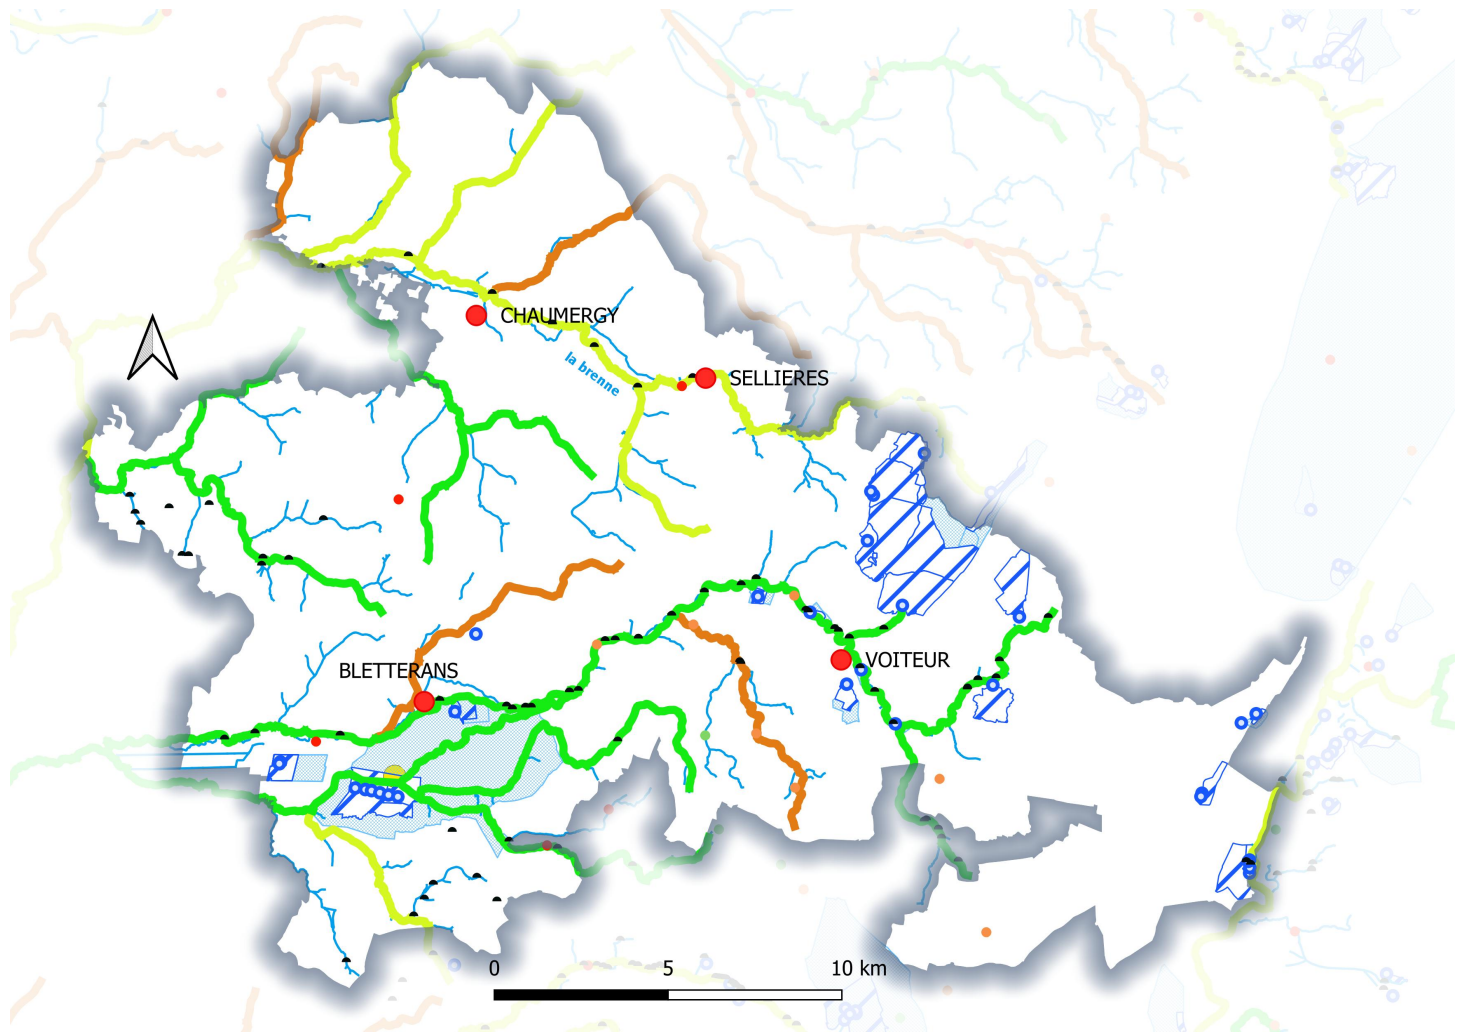 CHAUMERGY
la brenne
SELLIERES
BLETTERANS
VOITEUR
0 5 10 km